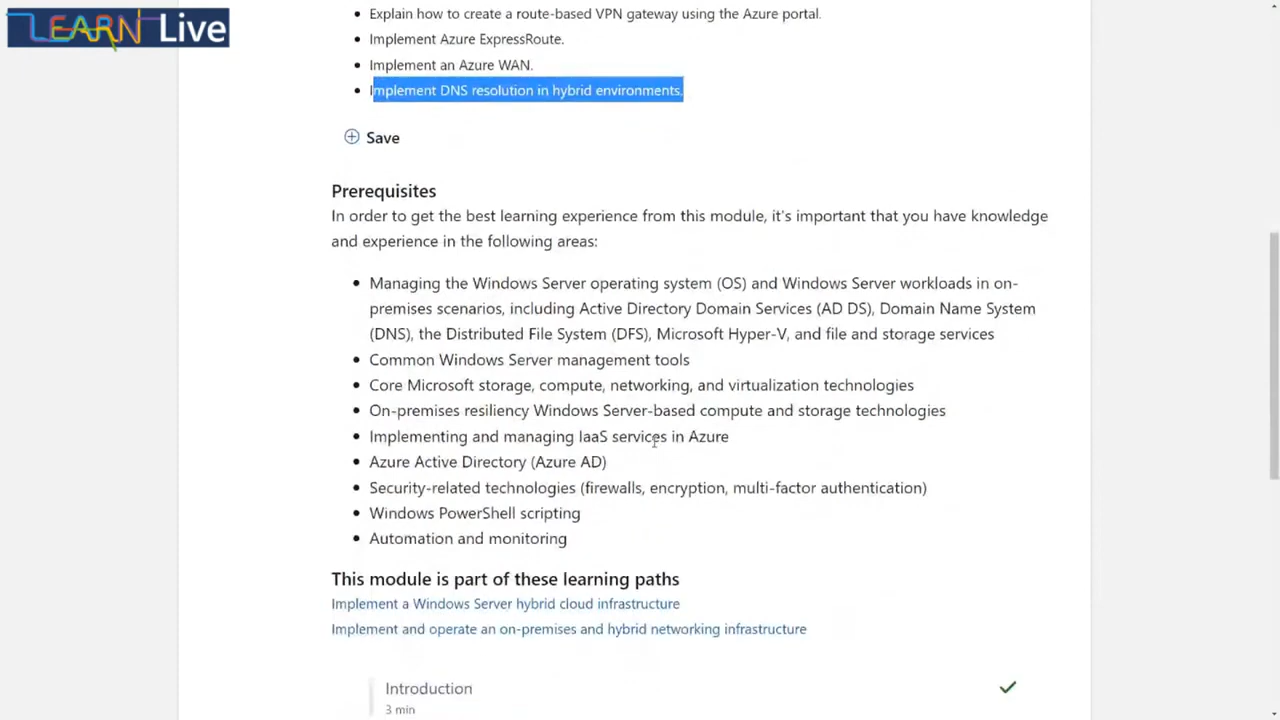 LEARN Live
Explain how to create a route-based VPN gateway using the Azure portal.
Implement Azure ExpressRoute.
Implement an Azure WAN.
Implement DNS resolution in hybrid environments.
Save
Prerequisites
In order to get the best learning experience from this module, it's important that you have knowledge
and experience in the following areas:
Managing the Windows Server operating system (OS) and Windows Server workloads in on-
premises scenarios, including Active Directory Domain Services (AD DS), Domain Name System
(DNS), the Distributed File System (DFS), Microsoft Hyper-V, and file and storage services
Common Windows Server management tools
Core Microsoft storage, compute, networking, and virtualization technologies
On-premises resiliency Windows Server-based compute and storage technologies
Implementing and managing IaaS services in Azure
Azure Active Directory (Azure AD)
Security-related technologies (firewalls, encryption, multi-factor authentication)
Windows PowerShell scripting
Automation and monitoring
This module is part of these learning paths
Implement a Windows Server hybrid cloud infrastructure
Implement and operate an on-premises and hybrid networking infrastructure
Introduction
3 min